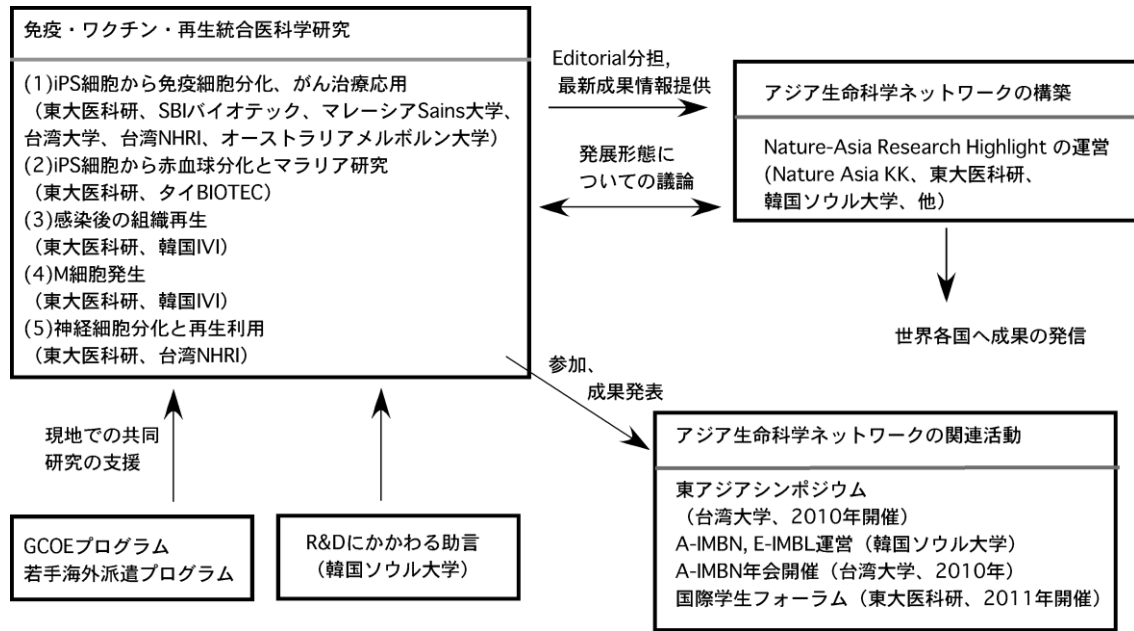 免疫・ワクチン・再生統合医科学研究
(1)iPS細胞から免疫細胞分化、がん治療応用
（東大医科研、SBIバイオテック、マレーシアSains大学、
台湾大学、台湾NHRI、オーストラリアメルボルン大学）
(2)iPS細胞から赤血球分化とマラリア研究
（東大医科研、タイBIOTEC）
(3)感染後の組織再生
（東大医科研、韓国IVI）
(4)M細胞発生
（東大医科研、韓国IVI）
(5)神経細胞分化と再生利用
（東大医科研、台湾NHRI）
Editorial分担,
最新成果情報提供
発展形態に
ついての議論
アジア生命科学ネットワークの構築
Nature-Asia Research Highlight の運営
(Nature Asia KK、東大医科研、
韓国ソウル大学、他）
世界各国へ成果の発信
参加、
成果発表
現地での共同
研究の支援
GCOEプログラム
若手海外派遣プログラム
R&Dにかかわる助言
（韓国ソウル大学）
アジア生命科学ネットワークの関連活動
東アジアシンポジウム
（台湾大学、2010年開催）
A-IMBN, E-IMBL運営（韓国ソウル大学）
A-IMBN年会開催（台湾大学、2010年）
国際学生フォーラム（東大医科研、2011年開催）